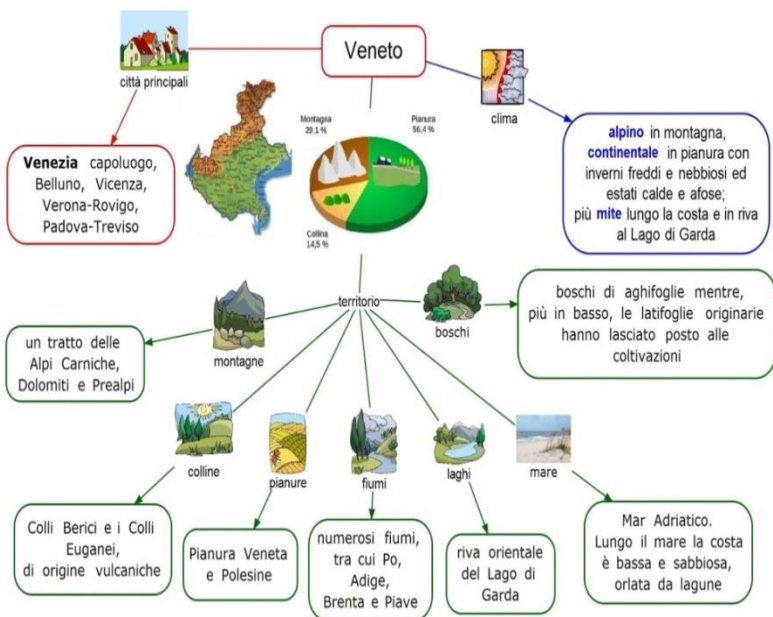 Veneto
città principali
clima
Venezia capoluogo,
Belluno, Vicenza,
Verona-Rovigo,
Padova-Treviso
Montagna
29,1 %
Pianura
56,4 %
Collina
14,5 %
alpino in montagna,
continentale in pianura con
inverni freddi e nebbiosi ed
estati calde e afose;
più mite lungo la costa e in riva
al Lago di Garda
territorio
montagne
boschi
un tratto delle
Alpi Carniche,
Dolomiti e Prealpi
boschi di aghifoglie mentre,
più in basso, le latifoglie originarie
hanno lasciato posto alle
coltivazioni
colline
pianure
fiumi
laghi
mare
Colli Berici e i Colli
Euganei,
di origine vulcaniche
Pianura Veneta
e Polesine
numerosi fiumi,
tra cui Po,
Adige,
Brenta e Piave
riva orientale
del Lago di
Garda
Mar Adriatico.
Lungo il mare la costa
è bassa e sabbiosa,
orlata da lagune